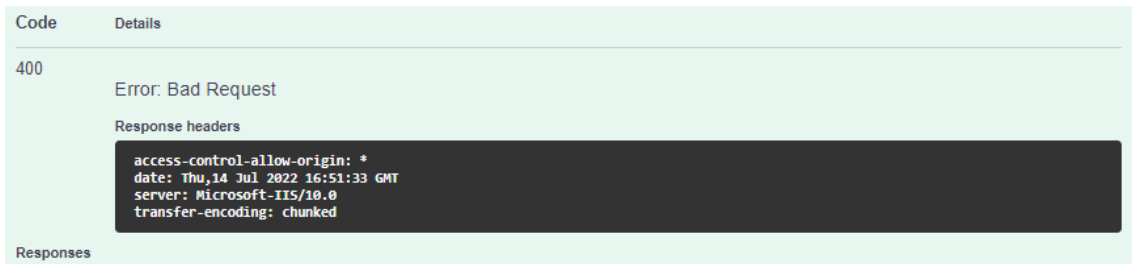 Code Details
400
Error: Bad Request
Response headers
access-control-allow-origin: *
date: Thu,14 Jul 2022 16:51:33 GMT
server: Microsoft-IIS/10.0
transfer-encoding: chunked
Responses